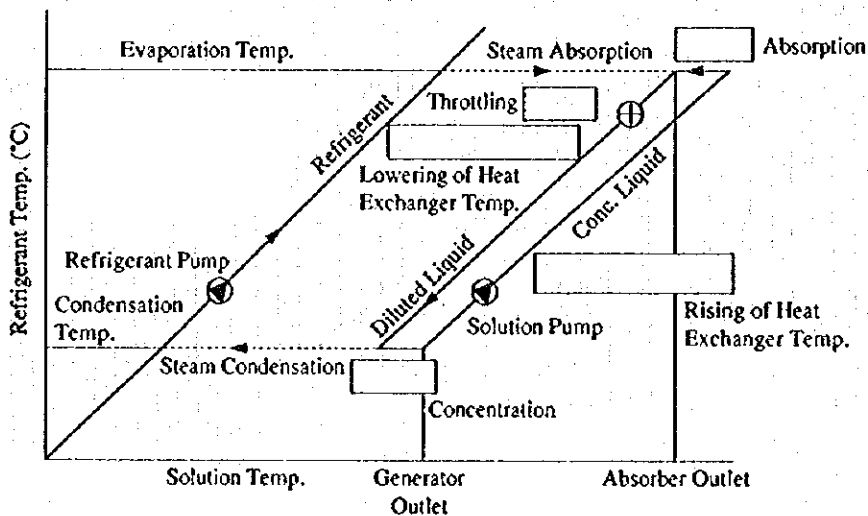 Evaporation Temp.
Steam Absorption
Absorption
Throttling
Refrigerant
Lowering of Heat
Exchanger Temp.
Conc. Liquid
Refrigerant Temp. (°C)
Refrigerant Pump
Diluted Liquid
Condensation
Temp.
Solution Pump
Rising of Heat
Exchanger Temp.
Steam Condensation
Concentration
Solution Temp.
Generator
Outlet
Absorber Outlet